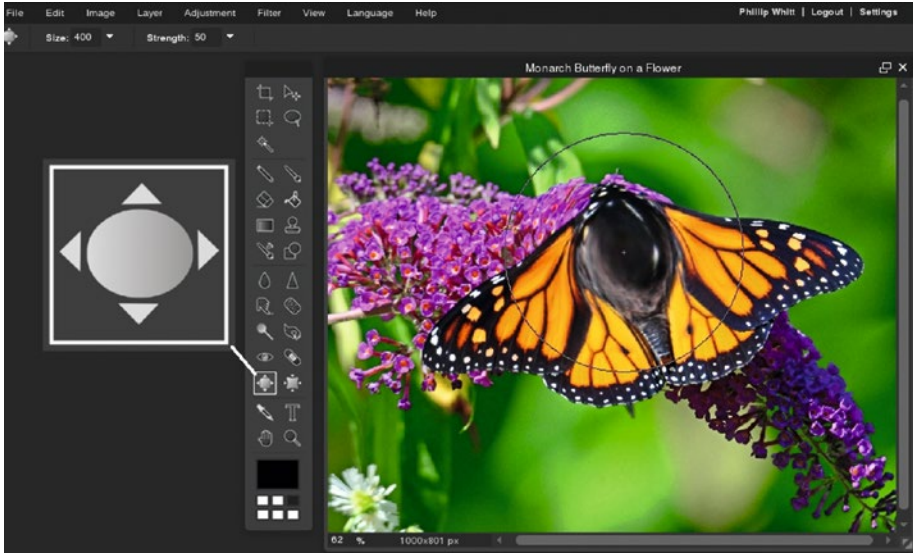 File Edit Image Layer Adjustment Filter View Language Help Phillip Whitt | Logout | Settings
Size: 400 Strength: 50
Monarch Butterfly on a Flower
62 % 1000x801 px